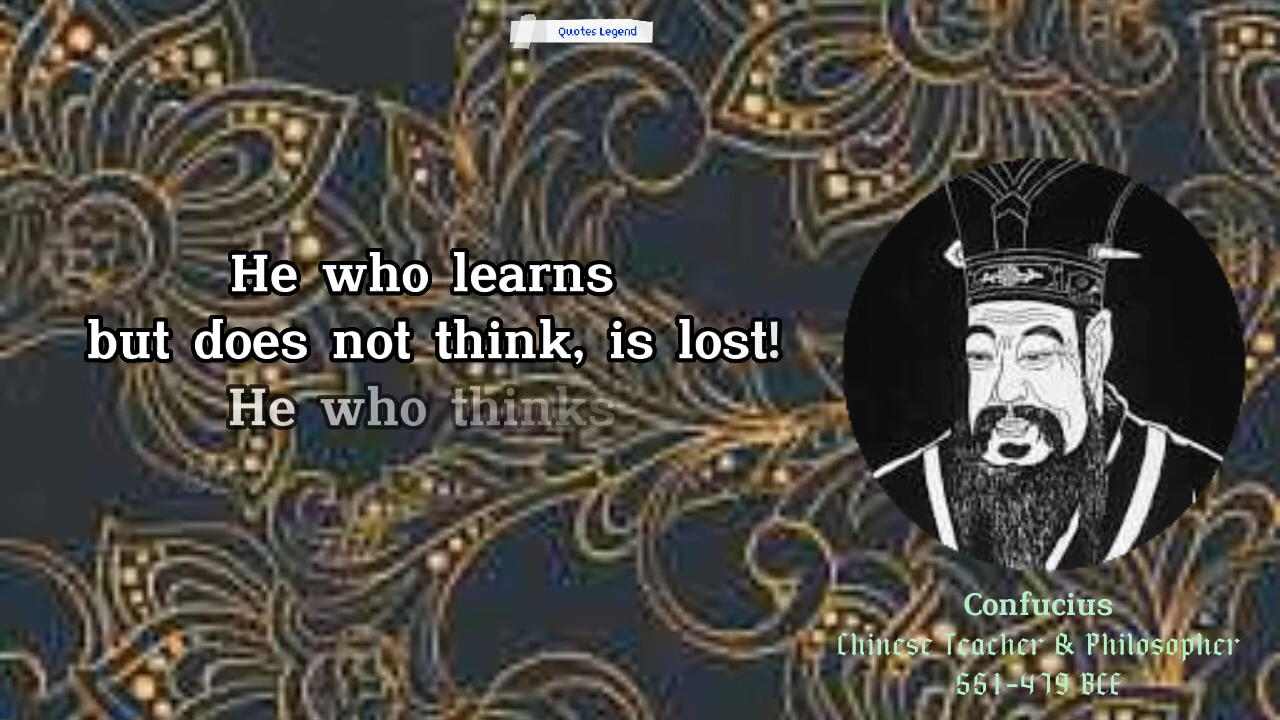 Quotes Legend
He who learns
but does not think, is lost!
He who thinks
Confucius
Chinese Teacher & Philosopher
551-479 BCE